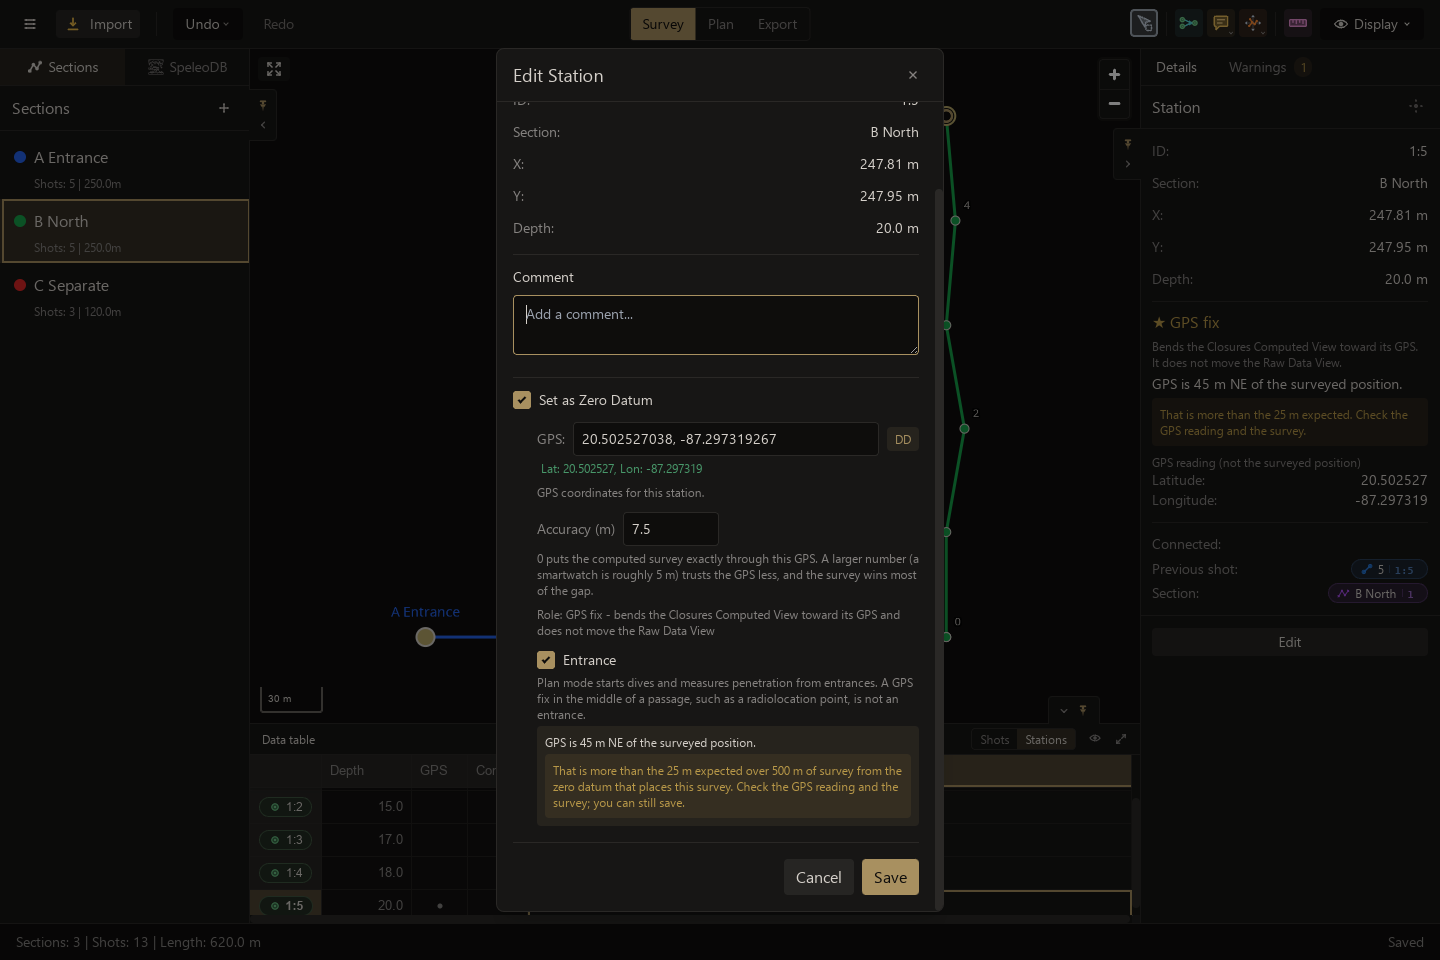 Import
Undo
Redo
Survey
Plan
Export
Display
Sections
SpeleoDB
Sections
A Entrance
Shots: 5 | 250.0m
B North
Shots: 5 | 250.0m
C Separate
Shots: 3 | 120.0m
A Entrance
30 m
4
2
0
Edit Station
ID:
1:5
Section:
B North
X:
247.81 m
Y:
247.95 m
Depth:
20.0 m
Comment
Add a comment...
Set as Zero Datum
GPS:
20.502527038, -87.297319267
DD
Lat: 20.502527, Lon: -87.297319
GPS coordinates for this station.
Accuracy (m)
7.5
0 puts the computed survey exactly through this GPS. A larger number (a
smartwatch is roughly 5 m) trusts the GPS less, and the survey wins most
of the gap.
Role: GPS fix - bends the Closures Computed View toward its GPS and
does not move the Raw Data View
Entrance
Plan mode starts dives and measures penetration from entrances. A GPS
fix in the middle of a passage, such as a radiolocation point, is not an
entrance.
GPS is 45 m NE of the surveyed position.
That is more than the 25 m expected over 500 m of survey from the
zero datum that places this survey. Check the GPS reading and the
survey; you can still save.
Cancel
Save
Details
Warnings
1
Station
ID:
1:5
Section:
B North
X:
247.81 m
Y:
247.95 m
Depth:
20.0 m
★ GPS fix
Bends the Closures Computed View toward its GPS.
It does not move the Raw Data View.
GPS is 45 m NE of the surveyed position.
That is more than the 25 m expected. Check the
GPS reading and the survey.
GPS reading (not the surveyed position)
Latitude:
20.502527
Longitude:
-87.297319
Connected:
Previous shot:
5 1:5
Section:
B North 1
Edit
Data table
Shots
Stations
Depth
GPS
Com
1:2
15.0
1:3
17.0
1:4
18.0
1:5
20.0
Sections: 3 | Shots: 13 | Length: 620.0 m
Saved